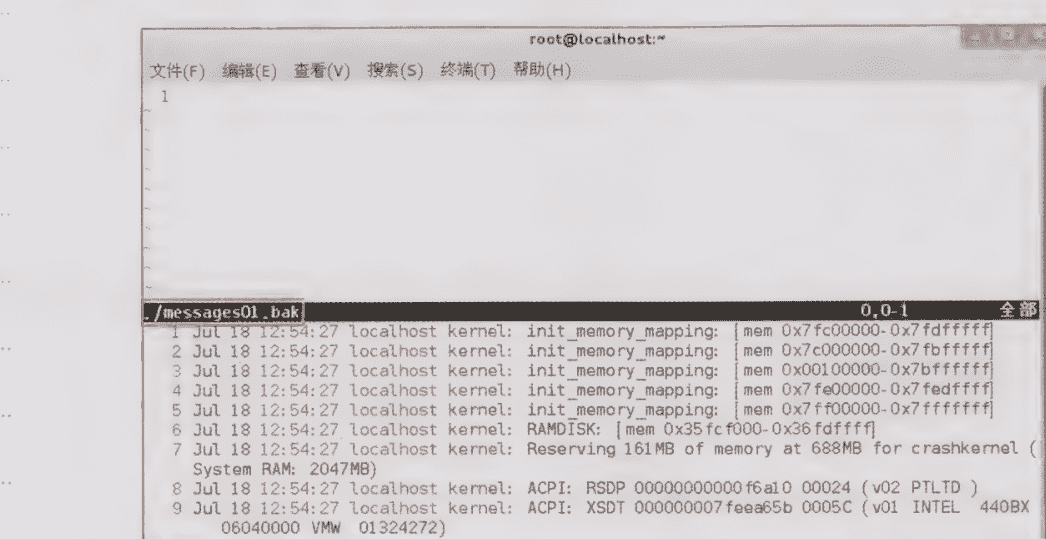 root@localhost:~
文件(F) 编辑(E) 查看(V) 搜索(S) 终端(T) 帮助(H)
1
~
~
~
~
~
~
~
~
~
~
./messages01.bak 0,0-1 全部
1 Jul 18 12:54:27 localhost kernel: init_memory_mapping: [mem 0x7fc00000-0x7fdfffff]
2 Jul 18 12:54:27 localhost kernel: init_memory_mapping: [mem 0x7c000000-0x7fbfffff]
3 Jul 18 12:54:27 localhost kernel: init_memory_mapping: [mem 0x00100000-0x7bffffff]
4 Jul 18 12:54:27 localhost kernel: init_memory_mapping: [mem 0x7fe00000-0x7fedffff]
5 Jul 18 12:54:27 localhost kernel: init_memory_mapping: [mem 0x7ff00000-0x7fffffff]
6 Jul 18 12:54:27 localhost kernel: RAMDISK: [mem 0x35fcf000-0x36fdffff]
7 Jul 18 12:54:27 localhost kernel: Reserving 161MB of memory at 688MB for crashkernel (
System RAM: 2047MB)
8 Jul 18 12:54:27 localhost kernel: ACPI: RSDP 00000000000f6a10 00024 (v02 PTLTD )
9 Jul 18 12:54:27 localhost kernel: ACPI: XSDT 000000007feea65b 0005C (v01 INTEL 440BX
06040000 VMW 01324272)